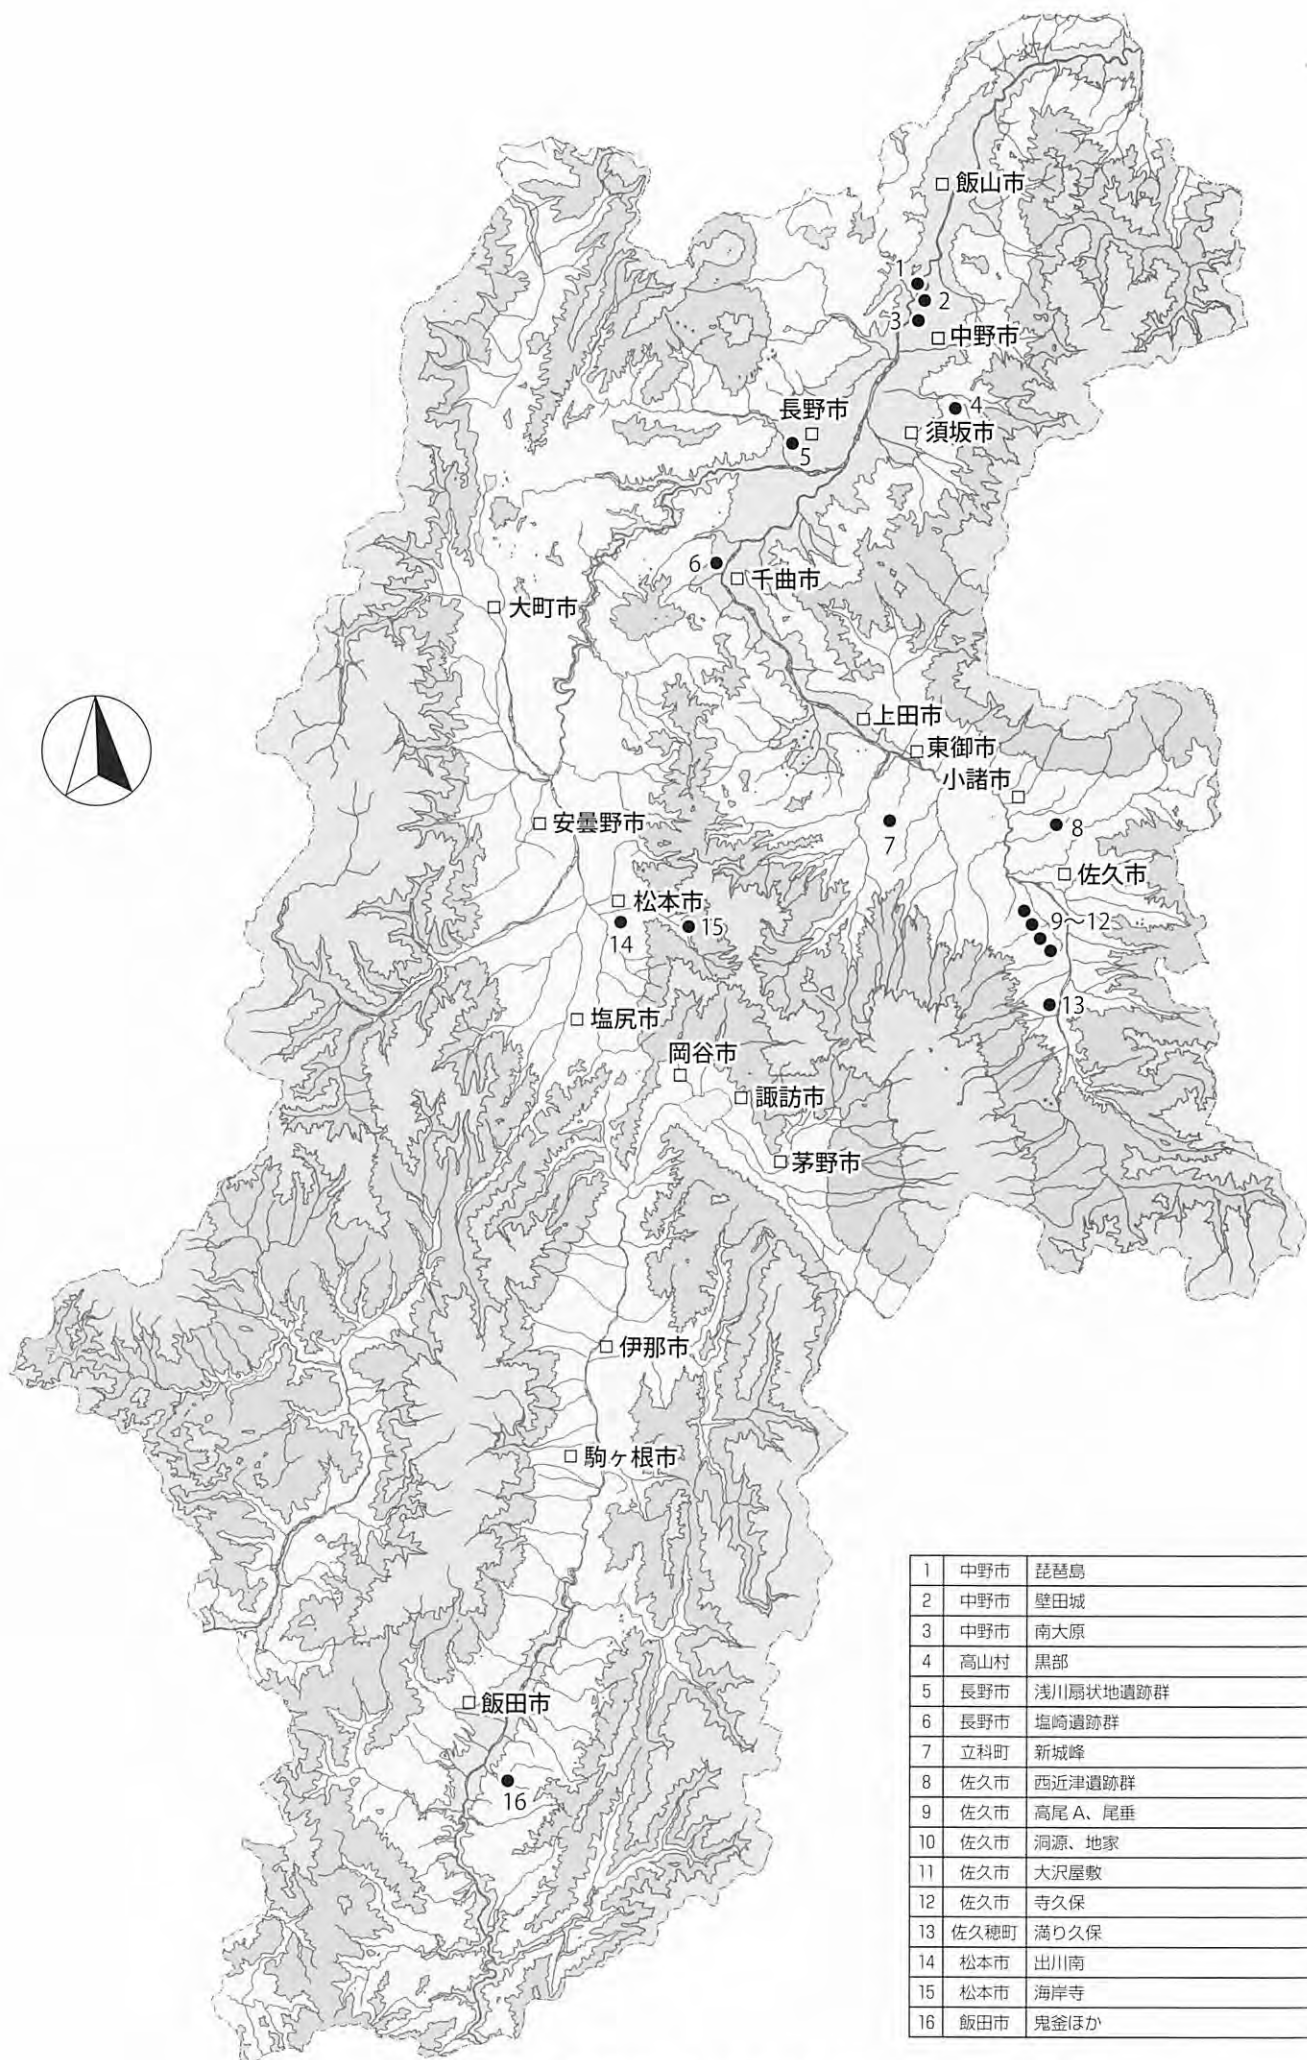 飯山市
1
2
3
中野市
4
長野市
須坂市
5
6
千曲市
大町市
上田市
東御市
小諸市
安曇野市
7
8
佐久市
松本市
9～12
14
15
13
塩尻市
岡谷市
諏訪市
茅野市
伊那市
駒ヶ根市
飯田市
16
1 中野市 琵琶島
2 中野市 壁田城
3 中野市 南大原
4 高山村 黒部
5 長野市 浅川扇状地遺跡群
6 長野市 塩崎遺跡群
7 立科町 新城峰
8 佐久市 西近津遺跡群
9 佐久市 高尾A、尾垂
10 佐久市 洞源、地家
11 佐久市 大沢屋敷
12 佐久市 寺久保
13 佐久穂町 満り久保
14 松本市 出川南
15 松本市 海岸寺
16 飯田市 鬼釜ほか